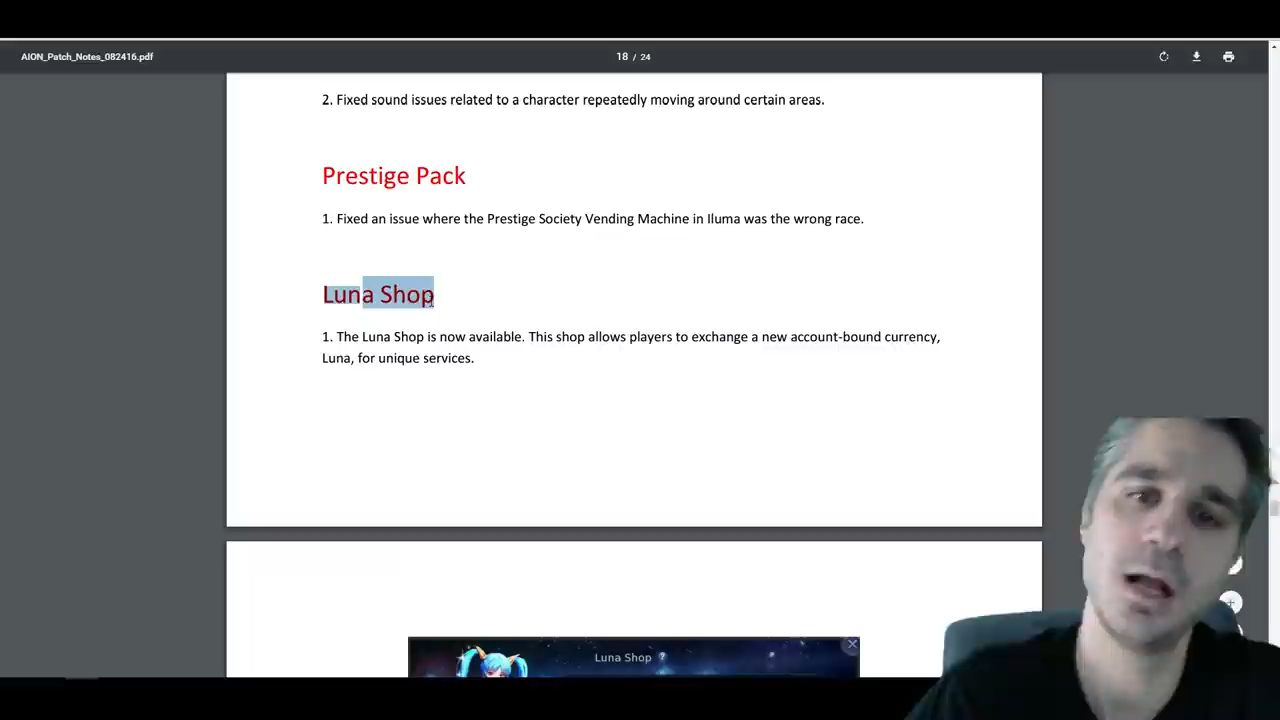 AION_Patch_Notes_082416.pdf
18 / 24
2. Fixed sound issues related to a character repeatedly moving around certain areas.
Prestige Pack
1. Fixed an issue where the Prestige Society Vending Machine in Iluma was the wrong race.
Luna Shop
1. The Luna Shop is now available. This shop allows players to exchange a new account-bound currency,
Luna, for unique services.
Luna Shop ?